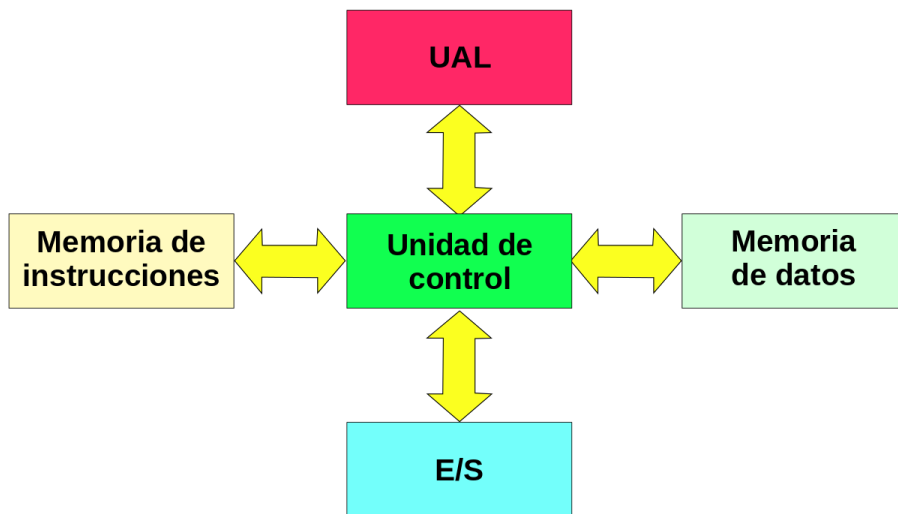 UAL
Memoria de
instrucciones
Unidad de
control
Memoria
de datos
E/S